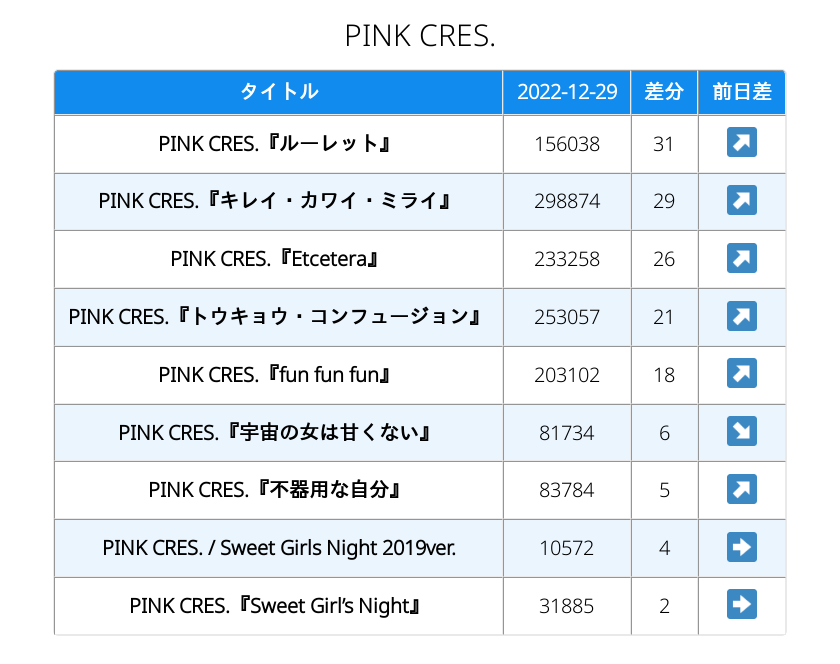 PINK CRES.
タイトル 2022-12-29 差分 前日差
PINK CRES.『ルーレット』 156038 31
PINK CRES.『キレイ・カワイ・ミライ』 298874 29
PINK CRES.『Etcetera』 233258 26
PINK CRES.『トウキョウ・コンフュージョン』 253057 21
PINK CRES.『fun fun fun』 203102 18
PINK CRES.『宇宙の女は甘くない』 81734 6
PINK CRES.『不器用な自分』 83784 5
PINK CRES. / Sweet Girls Night 2019ver. 10572 4
PINK CRES.『Sweet Girl’s Night』 31885 2